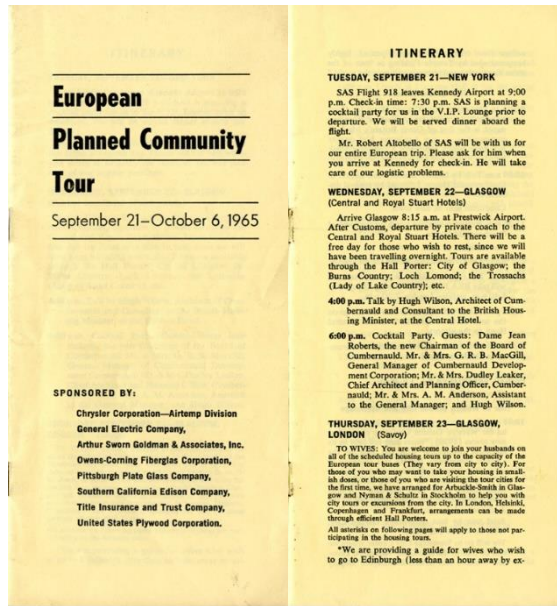 European
Planned Community
Tour
September 21–October 6, 1965
SPONSORED BY:
Chrysler Corporation—Airtemp Division
General Electric Company,
Arthur Sworn Goldman & Associates, Inc.
Owens-Corning Fiberglas Corporation,
Pittsburgh Plate Glass Company,
Southern California Edison Company,
Title Insurance and Trust Company,
United States Plywood Corporation.
ITINERARY
TUESDAY, SEPTEMBER 21—NEW YORK
SAS Flight 918 leaves Kennedy Airport at 9:00
p.m. Check-in time: 7:30 p.m. SAS is planning a
cocktail party for us in the V.I.P. Lounge prior to
departure. We will be served dinner aboard the
flight.
Mr. Robert Altobello of SAS will be with us for
our entire European trip. Please ask for him when
you arrive at Kennedy for check-in. He will take
care of our logistic problems.
WEDNESDAY, SEPTEMBER 22—GLASGOW
(Central and Royal Stuart Hotels)
Arrive Glasgow 8:15 a.m. at Prestwick Airport.
After Customs, departure by private coach to the
Central and Royal Stuart Hotels. There will be a
free day for those who wish to rest, since we will
have been travelling overnight. Tours are available
through the Hall Porter: City of Glasgow; the
Burns Country; Loch Lomond; the Trossachs
(Lady of Lake Country); etc.
4:00 p.m. Talk by Hugh Wilson, Architect of Cum-
bernauld and Consultant to the British Hous-
ing Minister, at the Central Hotel.
6:00 p.m. Cocktail Party. Guests: Dame Jean
Roberts, the new Chairman of the Board of
Cumbernauld. Mr. & Mrs. G. R. B. MacGill,
General Manager of Cumbernauld Develop-
ment Corporation; Mr. & Mrs. Dudley Leaker,
Chief Architect and Planning Officer, Cumber-
nauld; Mr. & Mrs. A. M. Anderson, Assistant
to the General Manager; and Hugh Wilson.
THURSDAY, SEPTEMBER 23—GLASGOW,
LONDON (Savoy)
TO WIVES: You are welcome to join your husbands on
all of the scheduled housing tours up to the capacity of the
European tour buses (They vary from city to city). For
those of you who may want to take your housing in small-
ish doses, or those of you who are visiting the tour cities for
the first time, we have arranged for Arbuckle-Smith in Glas-
gow and Nyman & Schultz in Stockholm to help you with
city tours or excursions from the city. In London, Helsinki,
Copenhagen and Frankfurt, arrangements can be made
through efficient Hall Porters.
All asterisks on following pages will apply to those not par-
ticipating in the housing tours.
*We are providing a guide for wives who wish
to go to Edinburgh (less than an hour away by ex-